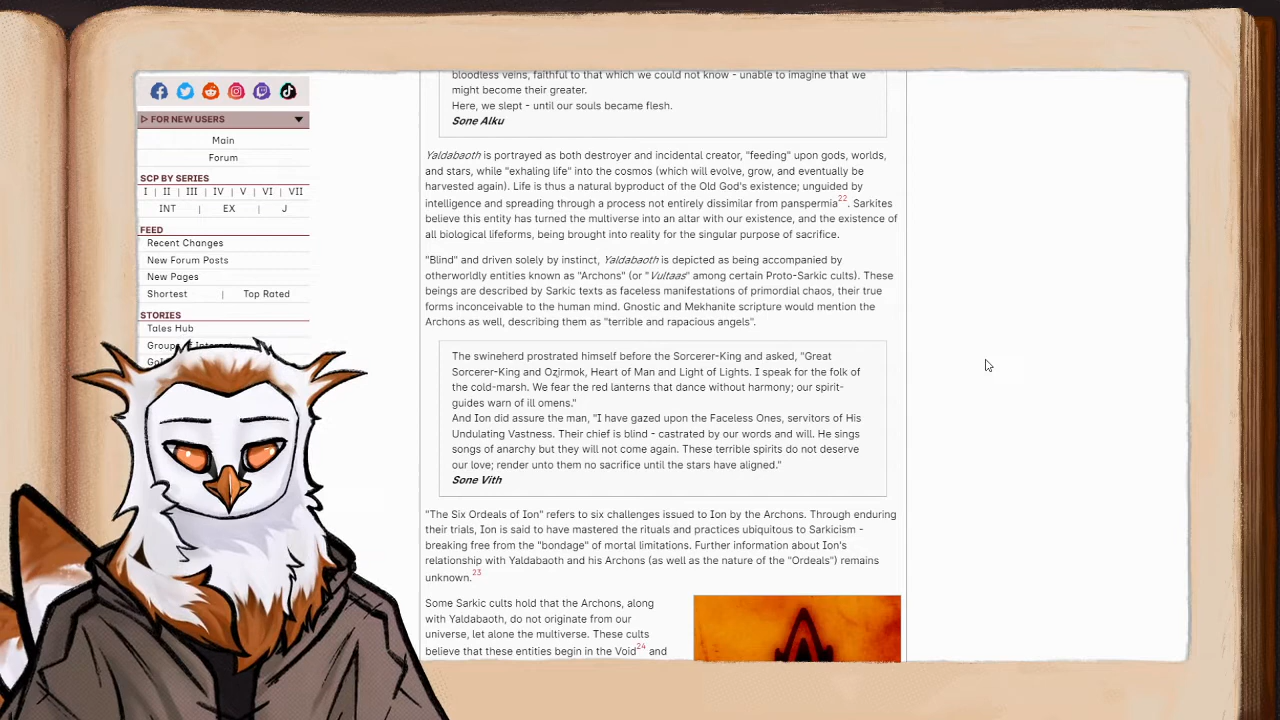 FOR NEW USERS
Main
Forum
SCP BY SERIES
I | II | III | IV | V | VI | VII
INT | EX | J
FEED
Recent Changes
New Forum Posts
New Pages
Shortest | Top Rated
STORIES
Tales Hub
bloodless veins, faithful to that which we could not know - unable to imagine that we
might become their greater.
Here, we slept - until our souls became flesh.
Sone Alku
Yaldabaoth is portrayed as both destroyer and incidental creator, "feeding" upon gods, worlds,
and stars, while "exhaling life" into the cosmos (which will evolve, grow, and eventually be
harvested again). Life is thus a natural byproduct of the Old God's existence; unguided by
intelligence and spreading through a process not entirely dissimilar from panspermia22. Sarkites
believe this entity has turned the multiverse into an altar with our existence, and the existence of
all biological lifeforms, being brought into reality for the singular purpose of sacrifice.
"Blind" and driven solely by instinct, Yaldabaoth is depicted as being accompanied by
otherworldly entities known as "Archons" (or "Vultaas" among certain Proto-Sarkic cults). These
beings are described by Sarkic texts as faceless manifestations of primordial chaos, their true
forms inconceivable to the human mind. Gnostic and Mekhanite scripture would mention the
Archons as well, describing them as "terrible and rapacious angels".
The swineherd prostrated himself before the Sorcerer-King and asked, "Great
Sorcerer-King and Ozi̮rmok, Heart of Man and Light of Lights. I speak for the folk of
the cold-marsh. We fear the red lanterns that dance without harmony; our spirit-
guides warn of ill omens."
And Ion did assure the man, "I have gazed upon the Faceless Ones, servitors of His
Undulating Vastness. Their chief is blind - castrated by our words and will. He sings
songs of anarchy but they will not come again. These terrible spirits do not deserve
our love; render unto them no sacrifice until the stars have aligned."
Sone Vith
"The Six Ordeals of Ion" refers to six challenges issued to Ion by the Archons. Through enduring
their trials, Ion is said to have mastered the rituals and practices ubiquitous to Sarkicism -
breaking free from the "bondage" of mortal limitations. Further information about Ion's
relationship with Yaldabaoth and his Archons (as well as the nature of the "Ordeals") remains
unknown.23
Some Sarkic cults hold that the Archons, along
with Yaldabaoth, do not originate from our
universe, let alone the multiverse. These cults
believe that these entities begin in the Void24 and